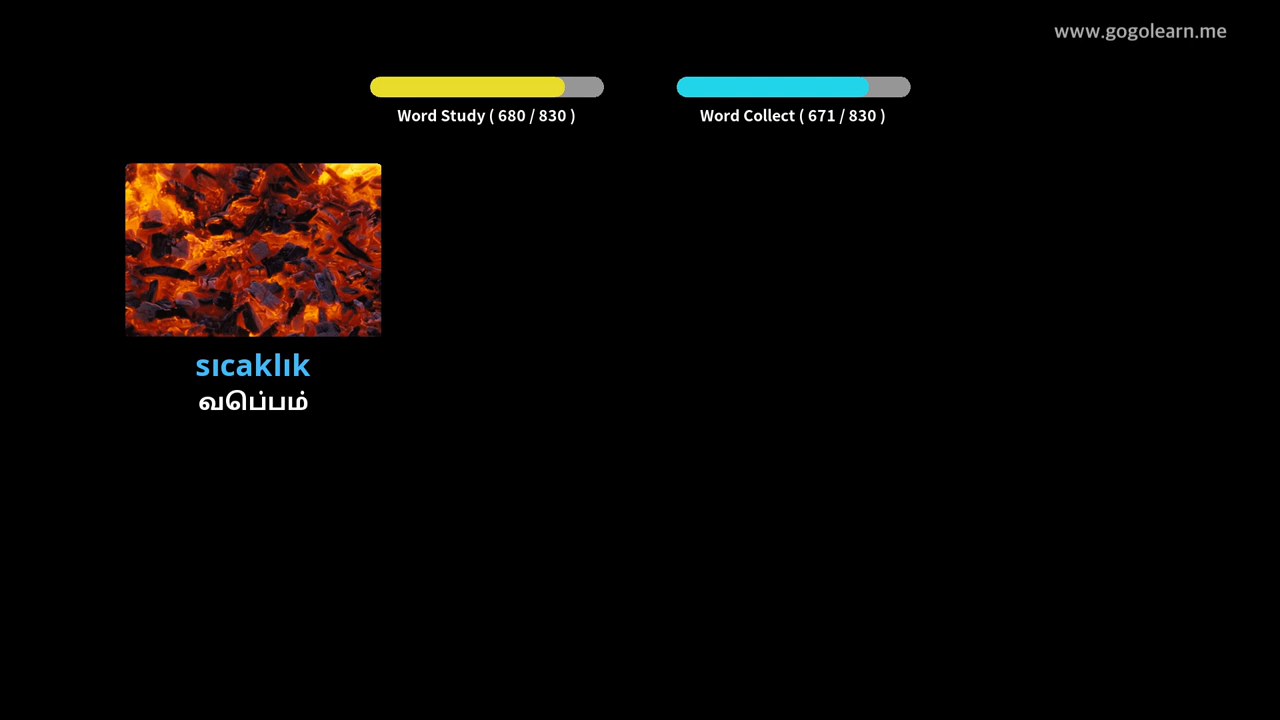 www.gogolearn.me
Word Study ( 680 / 830 )
Word Collect ( 671 / 830 )
sıcaklık
வெப்பம்